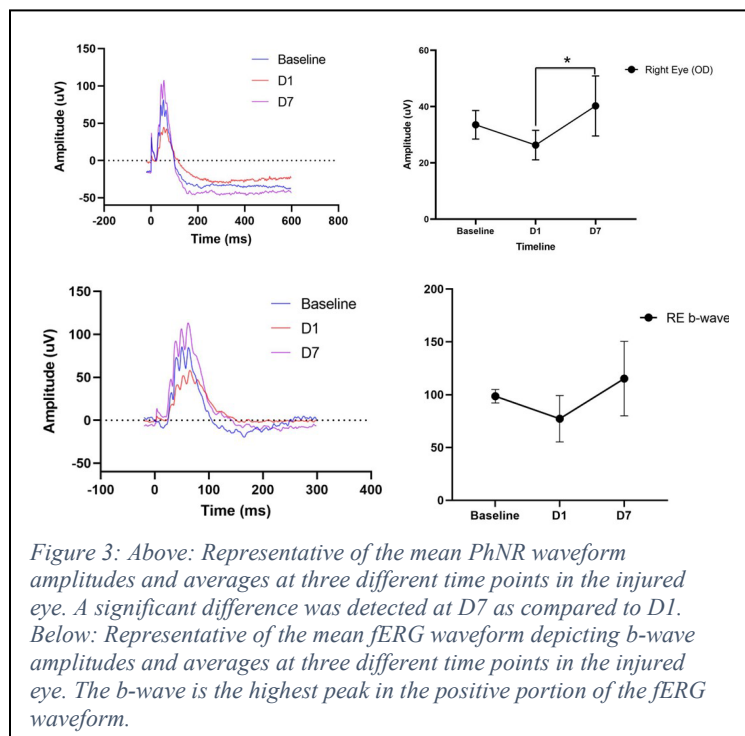 150
100
50
0
-50
Amplitude (uV)
-200 0 200 400 600 800
Time (ms)
Baseline
D1
D7
60
40
20
0
Amplitude (uV)
*
Right Eye (OD)
Baseline D1 D7
Timeline
150
100
50
0
-50
Amplitude (uV)
-100 0 100 200 300 400
Time (ms)
Baseline
D1
D7
200
150
100
50
0
RE b-wave
Baseline D1 D7
Figure 3: Above: Representative of the mean PhNR waveform
amplitudes and averages at three different time points in the injured
eye. A significant difference was detected at D7 as compared to D1.
Below: Representative of the mean fERG waveform depicting b-wave
amplitudes and averages at three different time points in the injured
eye. The b-wave is the highest peak in the positive portion of the fERG
waveform.